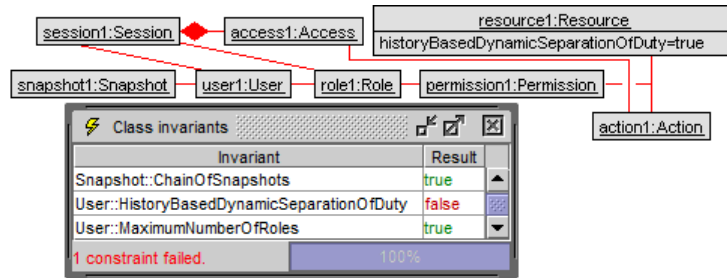 resource1:Resource
session1:Session
access1:Access
historyBasedDynamicSeparationOfDuty=true
snapshot1:Snapshot
user1:User
role1:Role
permission1:Permission
action1:Action
Class invariants
Invariant Result
Snapshot::ChainOfSnapshots true
User::HistoryBasedDynamicSeparationOfDuty false
User::MaximumNumberOfRoles true
1 constraint failed. 100%